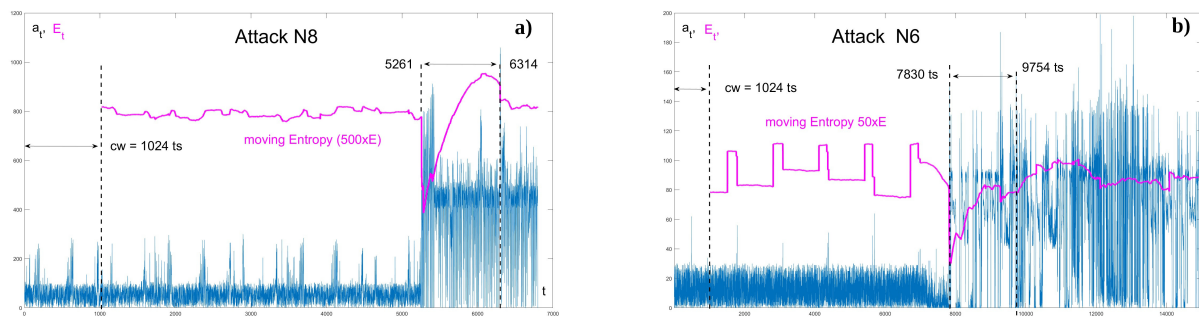 1200
1000
800
600
400
200
0
a_t, E_t
Attack N8
a)
5261
6314
moving Entropy (500xE)
cw = 1024 ts
t
0 1000 2000 3000 4000 5000 6000 7000
200
180
160
140
120
100
80
60
40
20
0
a_t, E_t,
Attack N6
b)
7830 ts
9754 ts
cw = 1024 ts
moving Entropy 50xE
0 2000 4000 6000 8000 10000 12000 14000